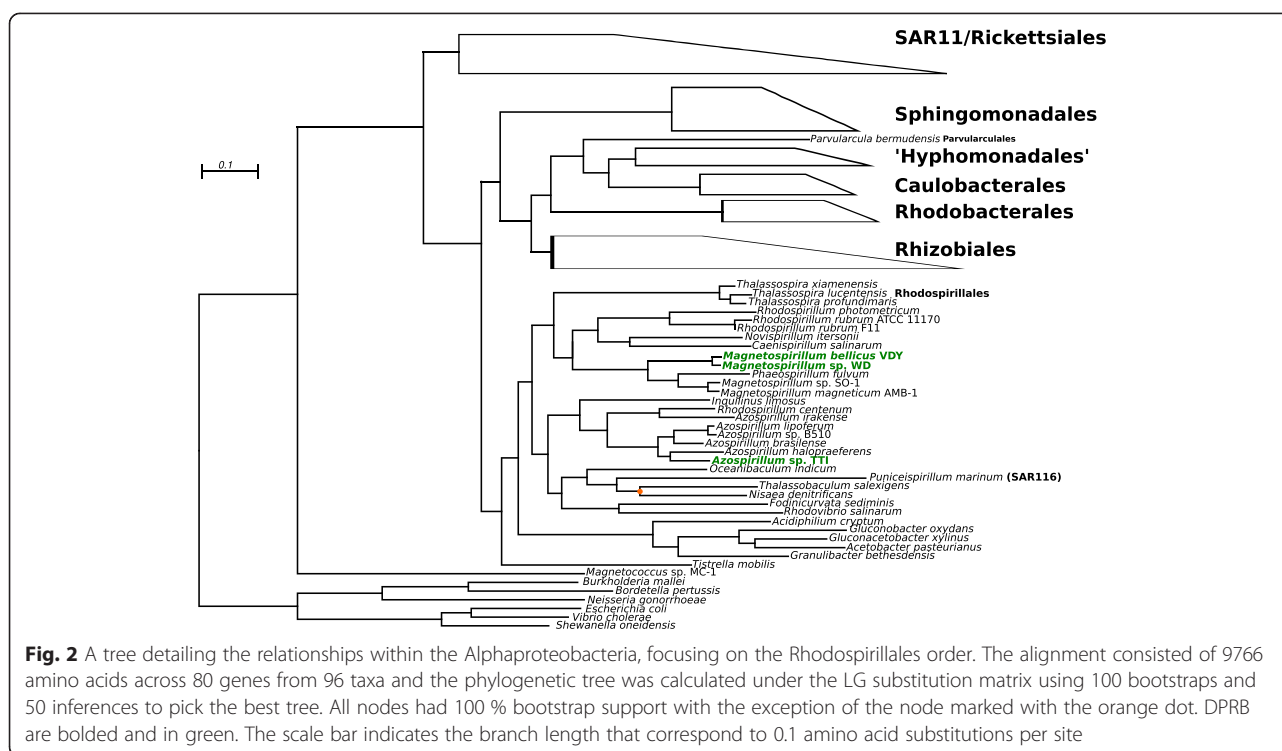 SAR11/Rickettsiales
Sphingomonadales
Parvularcula bermudensis Parvularculales
0.1
'Hyphomonadales'
Caulobacterales
Rhodobacterales
Rhizobiales
Thalassospira xiamenensis
Thalassospira lucentensis Rhodospirillales
Thalassospira profundimaris
Rhodospirillum photometricum
Rhodospirillum rubrum ATCC 11170
Rhodospirillum rubrum F11
Novispirillum itersonii
Caenispirillum salinarum
Magnetospirillum bellicus VDY
Magnetospirillum sp. WD
Phaeospirillum fulvum
Magnetospirillum sp. SO-1
Magnetospirillum magneticum AMB-1
Inquilinus limosus
Rhodospirillum centenum
Azospirillum irakense
Azospirillum lipoferum
Azospirillum sp. B510
Azospirillum brasilense
Azospirillum halopraeferens
Azospirillum sp. TTI
Oceanibaculum indicum
Puniceispirillum marinum (SAR116)
Thalassobaculum salexigens
Nisaea denitrificans
Fodinicurvata sediminis
Rhodovibrio salinarum
Acidiphilium cryptum
Gluconobacter oxydans
Gluconacetobacter xylinus
Acetobacter pasteurianus
Granulibacter bethesdensis
Tistrella mobilis
Magnetococcus sp. MC-1
Burkholderia mallei
Bordetella pertussis
Neisseria gonorrhoeae
Escherichia coli
Vibrio cholerae
Shewanella oneidensis
Fig. 2 A tree detailing the relationships within the Alphaproteobacteria, focusing on the Rhodospirillales order. The alignment consisted of 9766
amino acids across 80 genes from 96 taxa and the phylogenetic tree was calculated under the LG substitution matrix using 100 bootstraps and
50 inferences to pick the best tree. All nodes had 100 % bootstrap support with the exception of the node marked with the orange dot. DPRB
are bolded and in green. The scale bar indicates the branch length that correspond to 0.1 amino acid substitutions per site